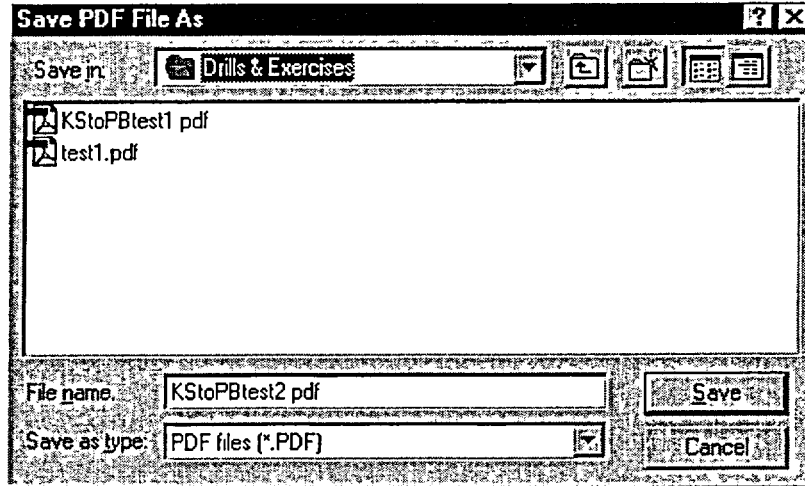 Save PDF File As
Save in:
Drills & Exercises
KStoPBtest1 pdf
test1.pdf
File name.
KStoPBtest2 pdf
Save
Save as type:
PDF files (*.PDF)
Cancel